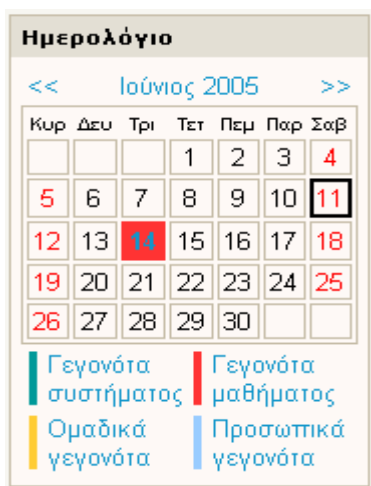 Ημερολόγιο
<< Ιούνιος 2005 >>
Κυρ Δευ Τρι Τετ Πεμ Παρ Σαβ
1 2 3 4
5 6 7 8 9 10 11
12 13 14 15 16 17 18
19 20 21 22 23 24 25
26 27 28 29 30
Γεγονότα συστήματος Γεγονότα μαθήματος
Ομαδικά γεγονότα Προσωπικά γεγονότα